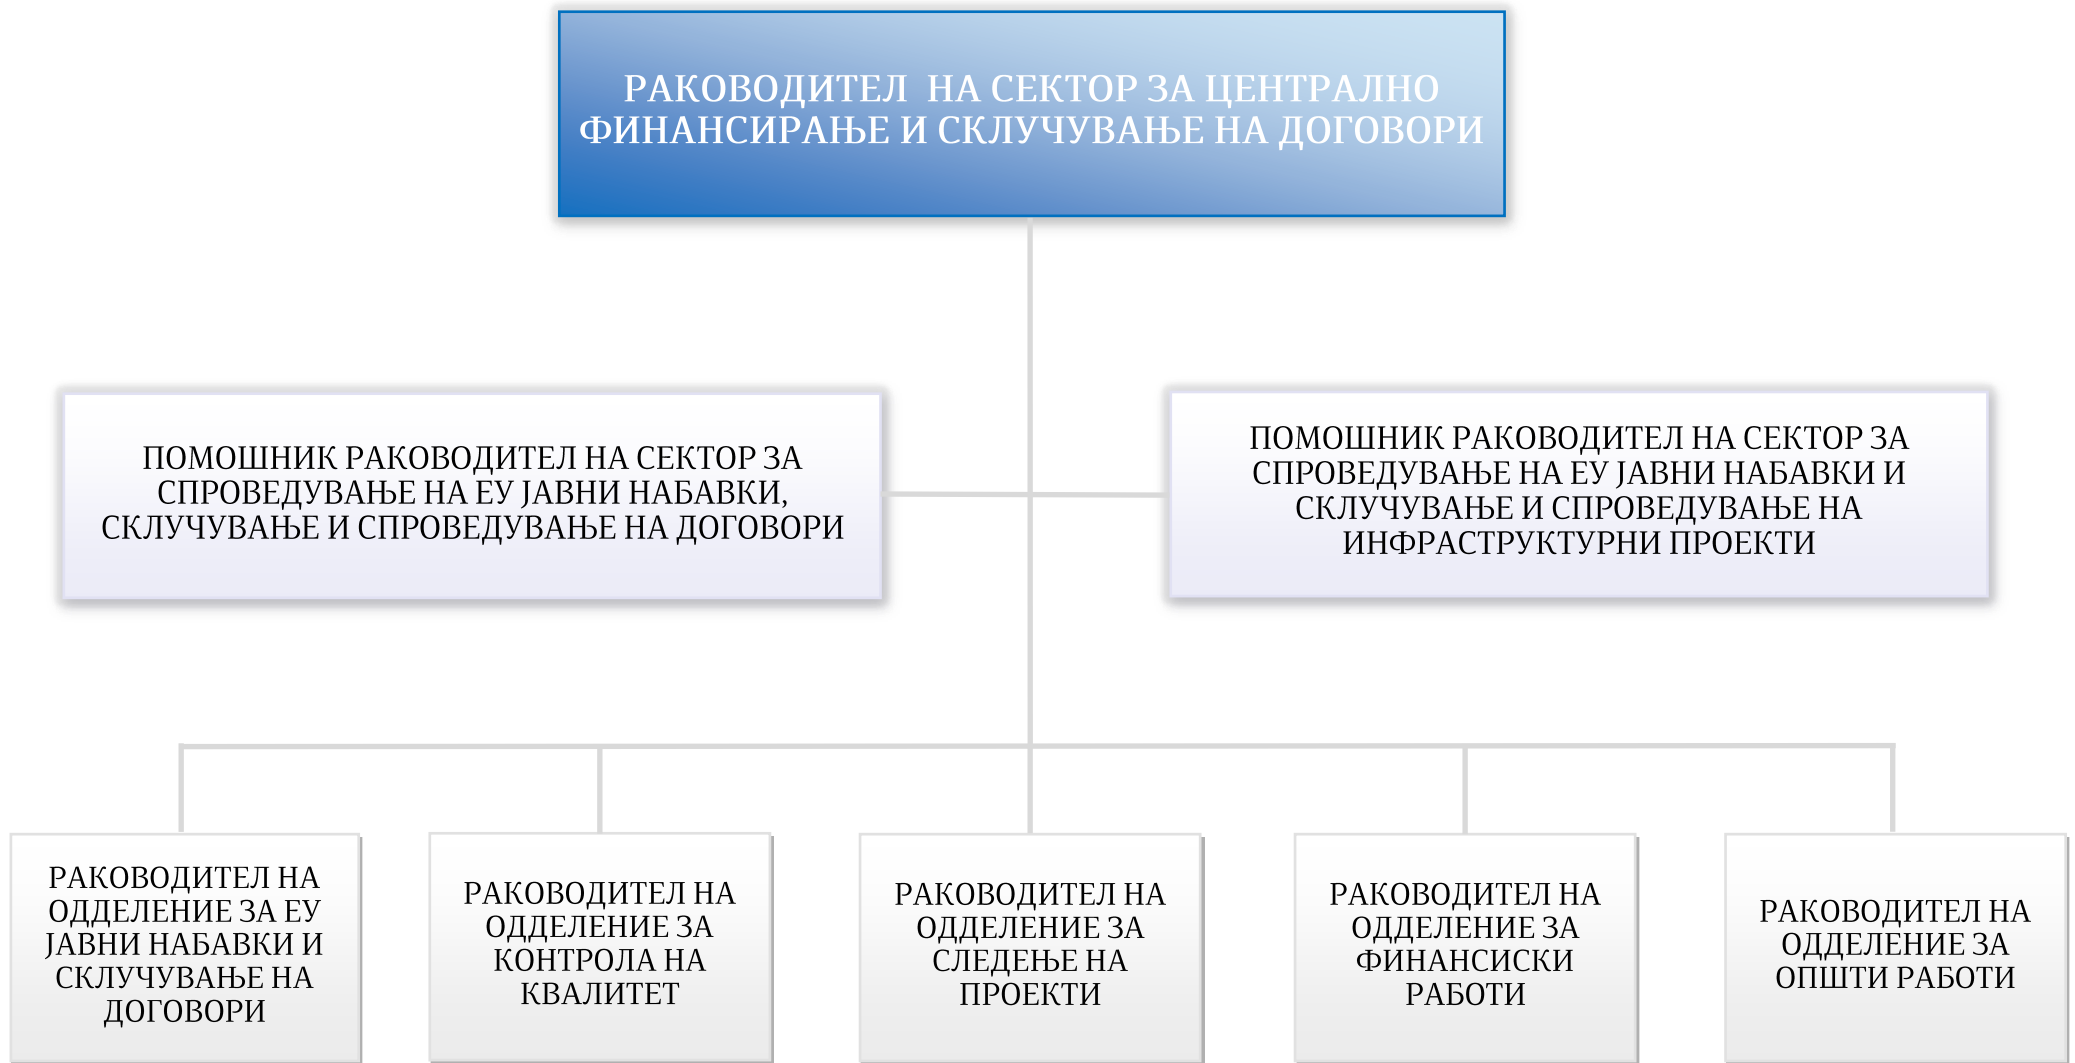 РАКОВОДИТЕЛ  НА СЕКТОР ЗА ЦЕНТРАЛНО
ФИНАНСИРАЊЕ И СКЛУЧУВАЊЕ НА ДОГОВОРИ
ПОМОШНИК РАКОВОДИТЕЛ НА СЕКТОР ЗА
СПРОВЕДУВАЊЕ НА ЕУ ЈАВНИ НАБАВКИ,
СКЛУЧУВАЊЕ И СПРОВЕДУВАЊЕ НА ДОГОВОРИ
ПОМОШНИК РАКОВОДИТЕЛ НА СЕКТОР ЗА
СПРОВЕДУВАЊЕ НА ЕУ ЈАВНИ НАБАВКИ И
СКЛУЧУВАЊЕ И СПРОВЕДУВАЊЕ НА
ИНФРАСТРУКТУРНИ ПРОЕКТИ
РАКОВОДИТЕЛ НА
ОДДЕЛЕНИЕ ЗА ЕУ
ЈАВНИ НАБАВКИ И
СКЛУЧУВАЊЕ НА
ДОГОВОРИ
РАКОВОДИТЕЛ НА
ОДДЕЛЕНИЕ ЗА
КОНТРОЛА НА
КВАЛИТЕТ
РАКОВОДИТЕЛ НА
ОДДЕЛЕНИЕ ЗА
СЛЕДЕЊЕ НА
ПРОЕКТИ
РАКОВОДИТЕЛ НА
ОДДЕЛЕНИЕ ЗА
ФИНАНСИСКИ
РАБОТИ
РАКОВОДИТЕЛ НА
ОДДЕЛЕНИЕ ЗА
ОПШТИ РАБОТИ